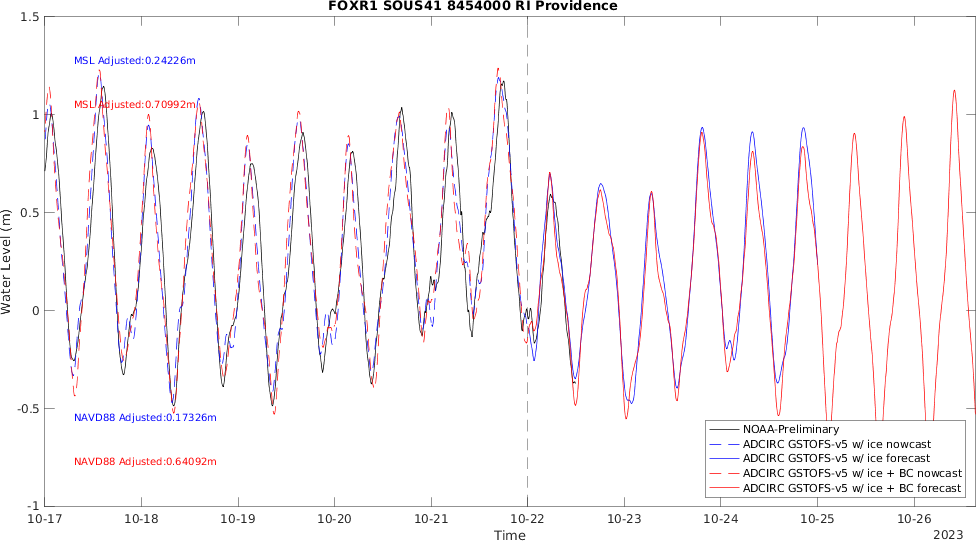 FOXR1 SOUS41 8454000 RI Providence
1.5
MSL Adjusted:0.24226m
MSL Adjusted:0.70992m
1
0.5
0
-0.5
-1
Water Level (m)
NAVD88 Adjusted:0.17326m
NAVD88 Adjusted:0.64092m
NOAA-Preliminary
ADCIRC GSTOFS-v5 w/ ice nowcast
ADCIRC GSTOFS-v5 w/ ice forecast
ADCIRC GSTOFS-v5 w/ ice + BC nowcast
ADCIRC GSTOFS-v5 w/ ice + BC forecast
10-17 10-18 10-19 10-20 10-21 10-22 10-23 10-24 10-25 10-26
Time
2023